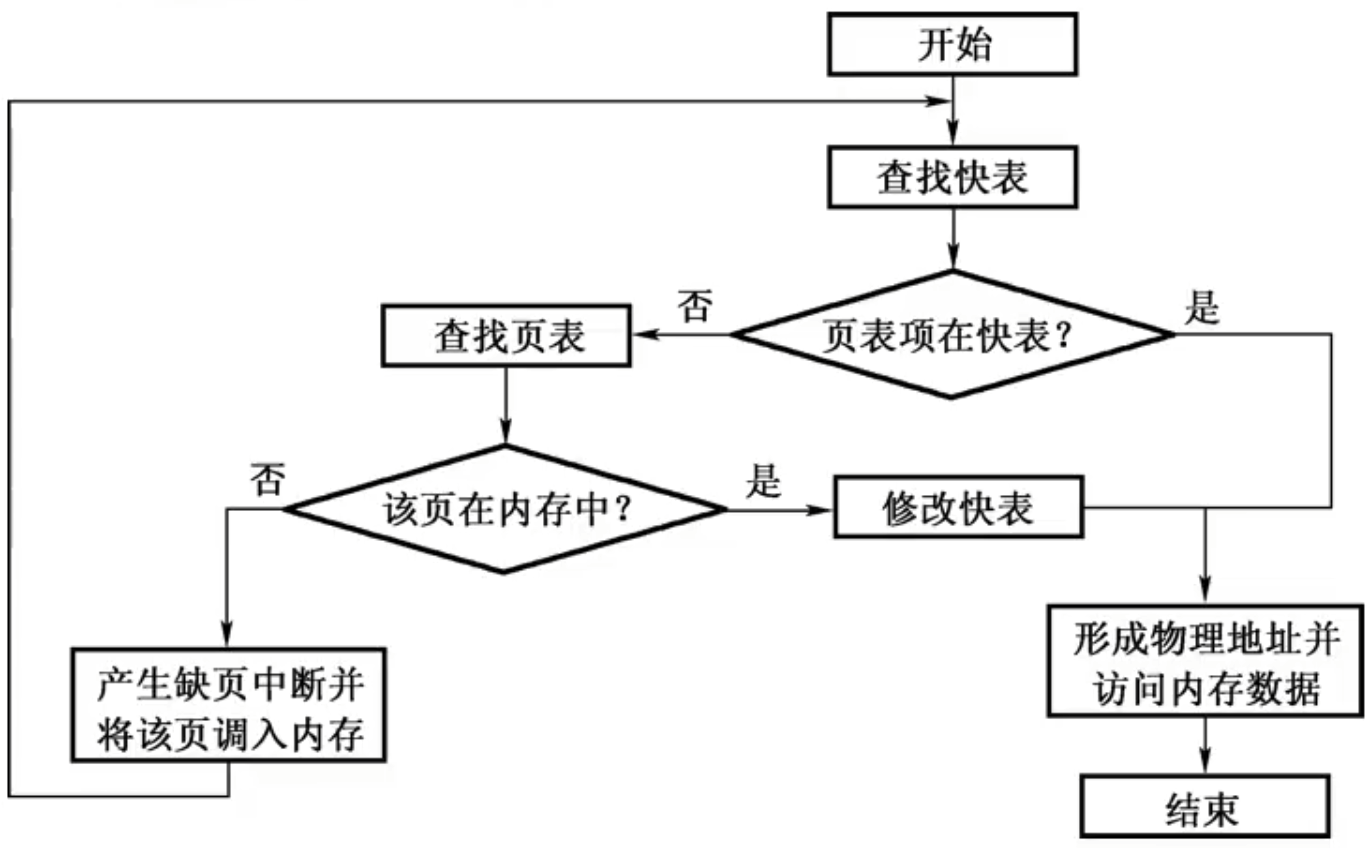 开始
查找快表
页表项在快表？
否
是
查找页表
该页在内存中？
否
是
修改快表
产生缺页中断并
将该页调入内存
形成物理地址并
访问内存数据
结束